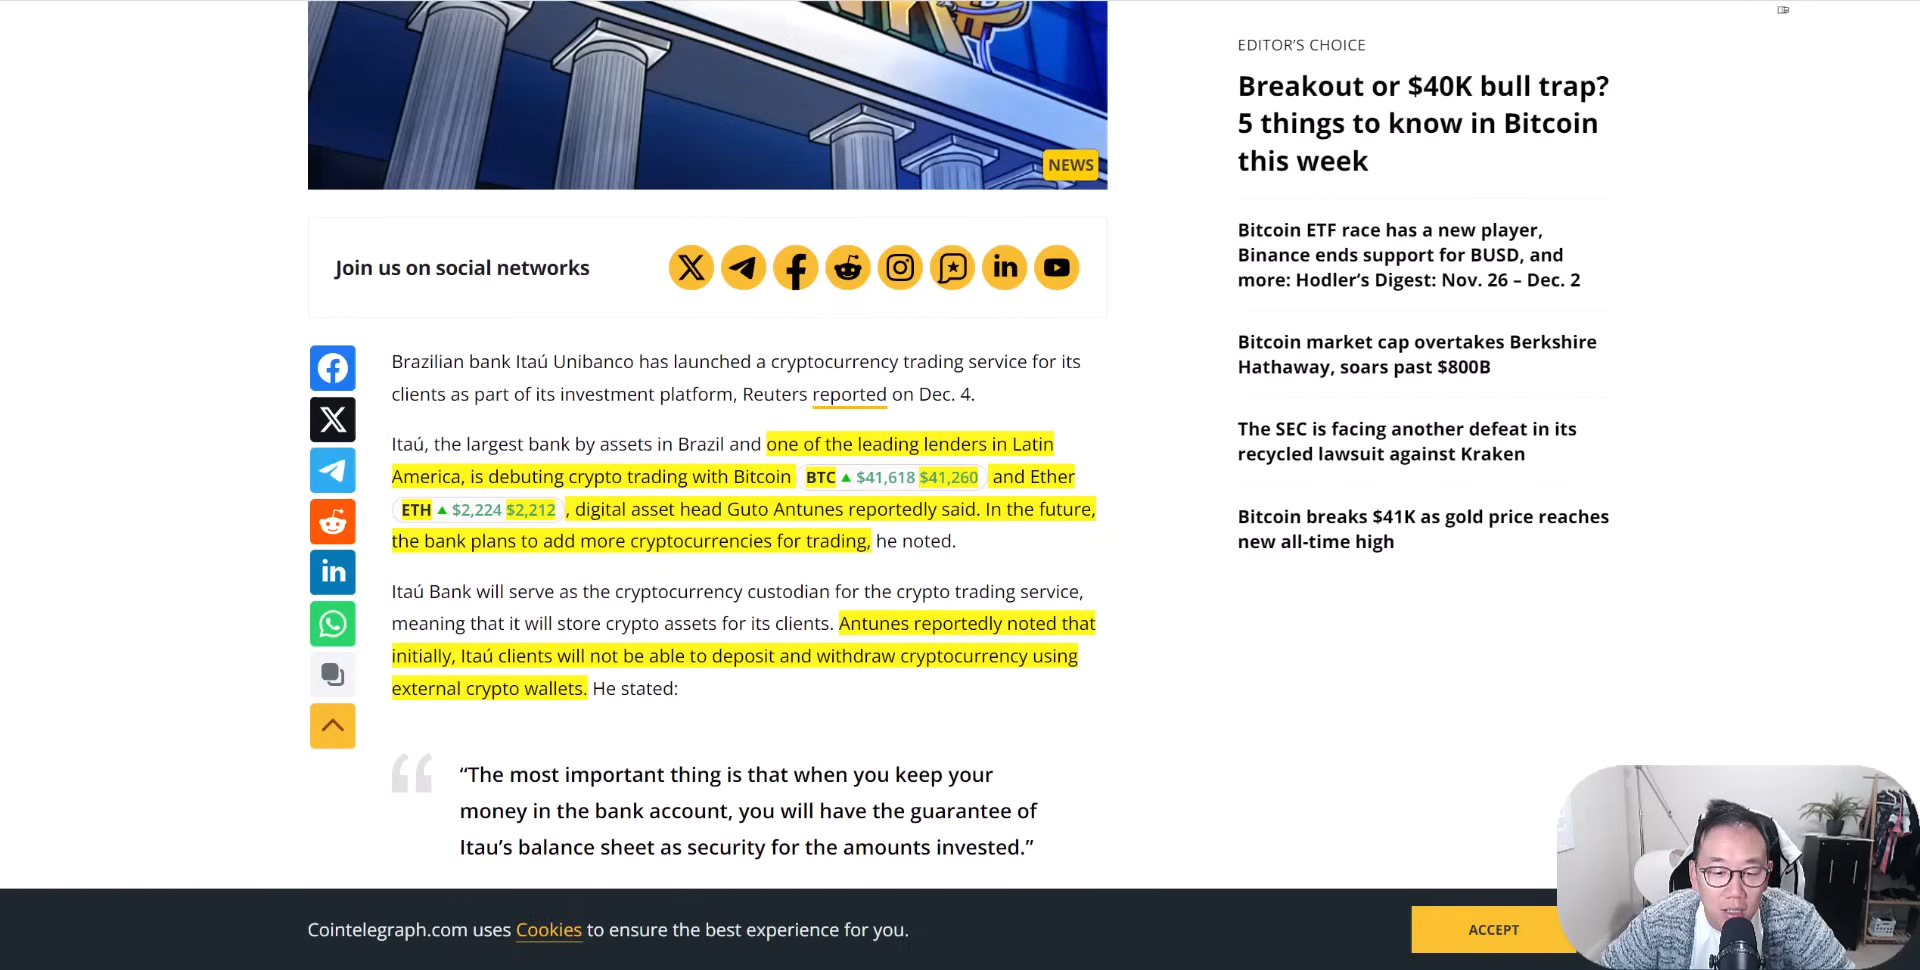 NEWS
Join us on social networks
Brazilian bank Itaú Unibanco has launched a cryptocurrency trading service for its
clients as part of its investment platform, Reuters reported on Dec. 4.
Itaú, the largest bank by assets in Brazil and one of the leading lenders in Latin
America, is debuting crypto trading with Bitcoin BTC ▲ $41,618 $41,260 and Ether
ETH ▲ $2,224 $2,212 , digital asset head Guto Antunes reportedly said. In the future,
the bank plans to add more cryptocurrencies for trading, he noted.
Itaú Bank will serve as the cryptocurrency custodian for the crypto trading service,
meaning that it will store crypto assets for its clients. Antunes reportedly noted that
initially, Itaú clients will not be able to deposit and withdraw cryptocurrency using
external crypto wallets. He stated:
“The most important thing is that when you keep your
money in the bank account, you will have the guarantee of
Itau’s balance sheet as security for the amounts invested.”
EDITOR’S CHOICE
Breakout or $40K bull trap?
5 things to know in Bitcoin
this week
Bitcoin ETF race has a new player,
Binance ends support for BUSD, and
more: Hodler’s Digest: Nov. 26 – Dec. 2
Bitcoin market cap overtakes Berkshire
Hathaway, soars past $800B
The SEC is facing another defeat in its
recycled lawsuit against Kraken
Bitcoin breaks $41K as gold price reaches
new all-time high
Cointelegraph.com uses Cookies to ensure the best experience for you.
ACCEPT